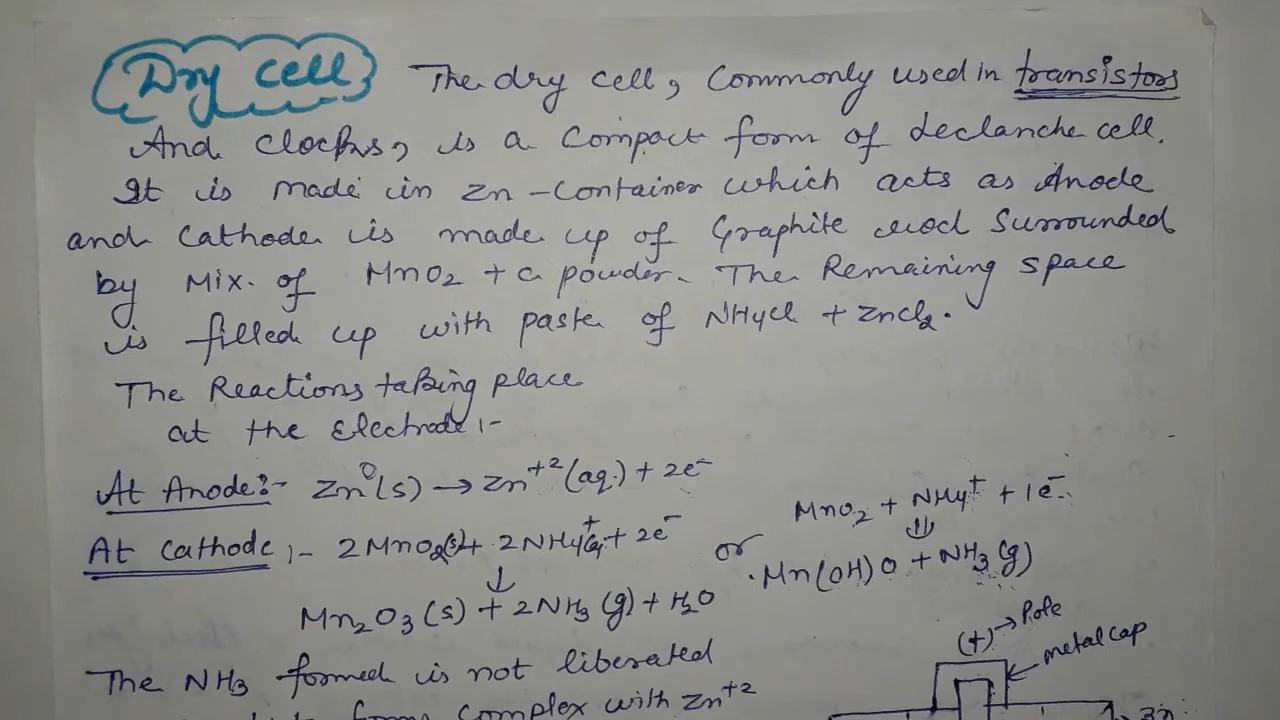 Dry cell The dry cell, Commonly used in transistors
And Clocks, is a Compact form of Leclanche cell.
It is made in Zn-Container which acts as Anode
and Cathode is made up of Graphite rod Surrounded
by Mix. of MnO2 + C powder. The Remaining space
is filled up with paste of NH4Cl + ZnCl2.
The Reactions taking place
at the Electrode :-
At Anode :- Zn⁰(s) → Zn⁺²(aq.) + 2e⁻
At Cathode :- 2MnO₂(s) + 2NH₄⁺(aq) + 2e⁻
↓
Mn₂O₃(s) + 2NH₃(g) + H₂O
or
MnO₂ + NH₄⁺ + 1e⁻
⇓
Mn(OH)O + NH₃(g)
The NH₃ formed is not liberated
forms complex with Zn⁺²
(+) → Pole
metal cap